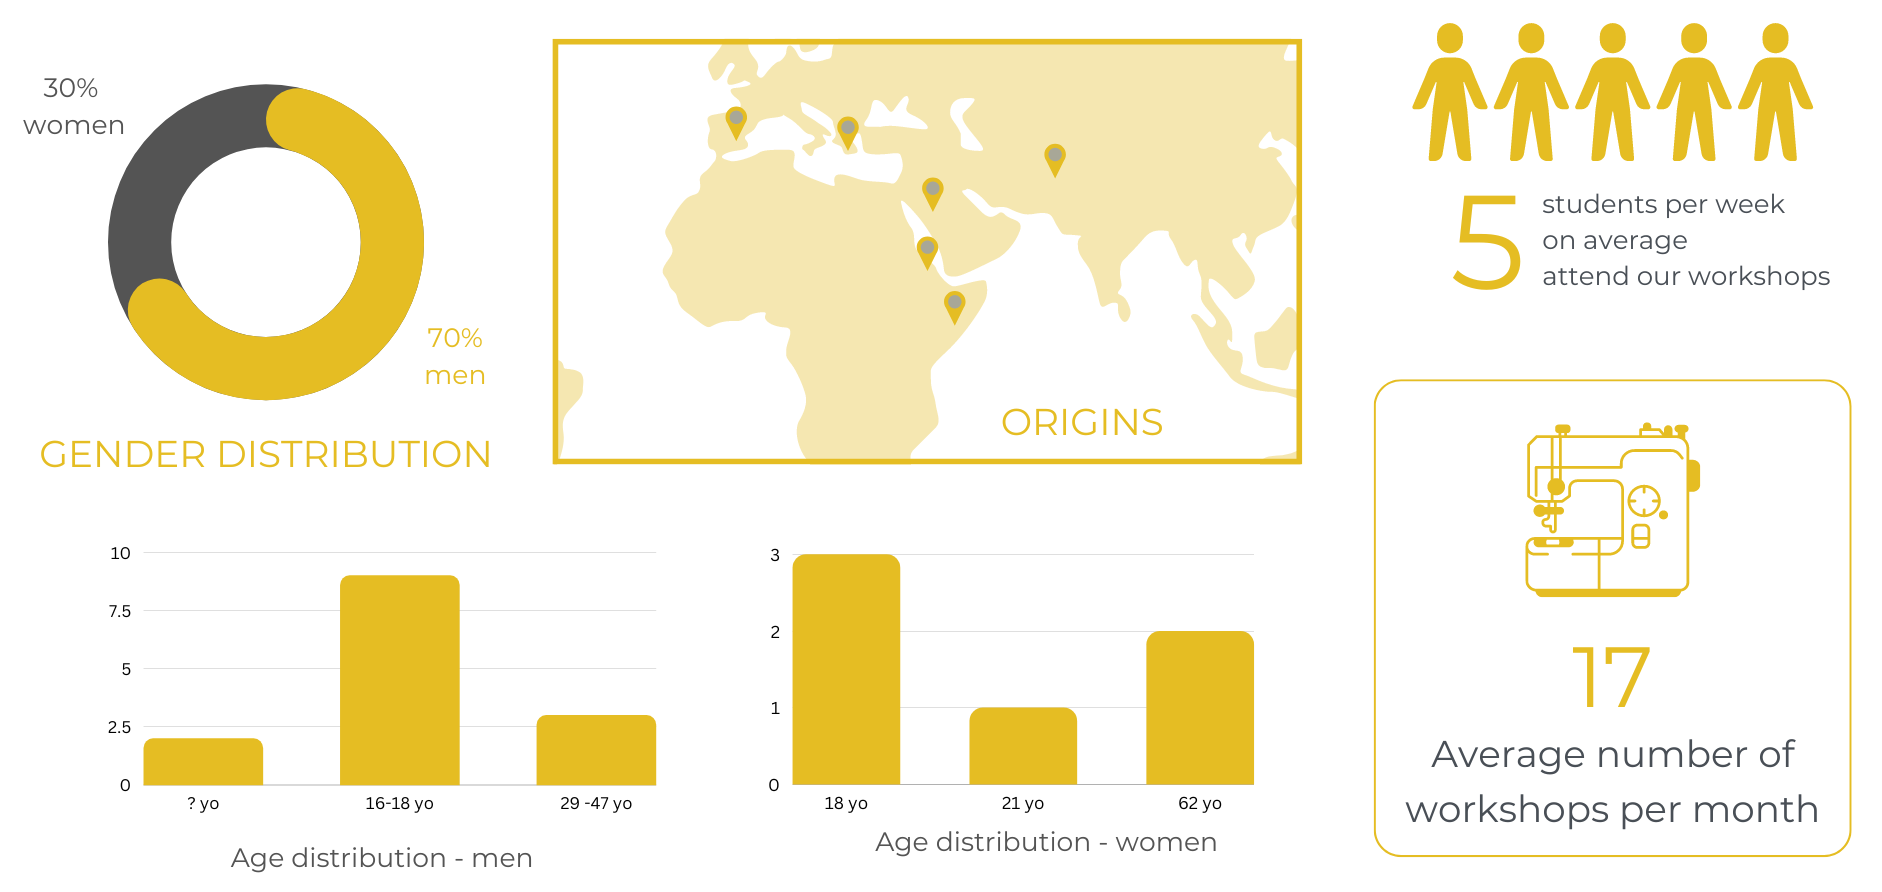 30%
women
70%
men
GENDER DISTRIBUTION
ORIGINS
5
students per week
on average
attend our workshops
10
7.5
5
2.5
0
? yo
16-18 yo
29 -47 yo
Age distribution - men
3
2
1
0
18 yo
21 yo
62 yo
Age distribution - women
17
Average number of
workshops per month